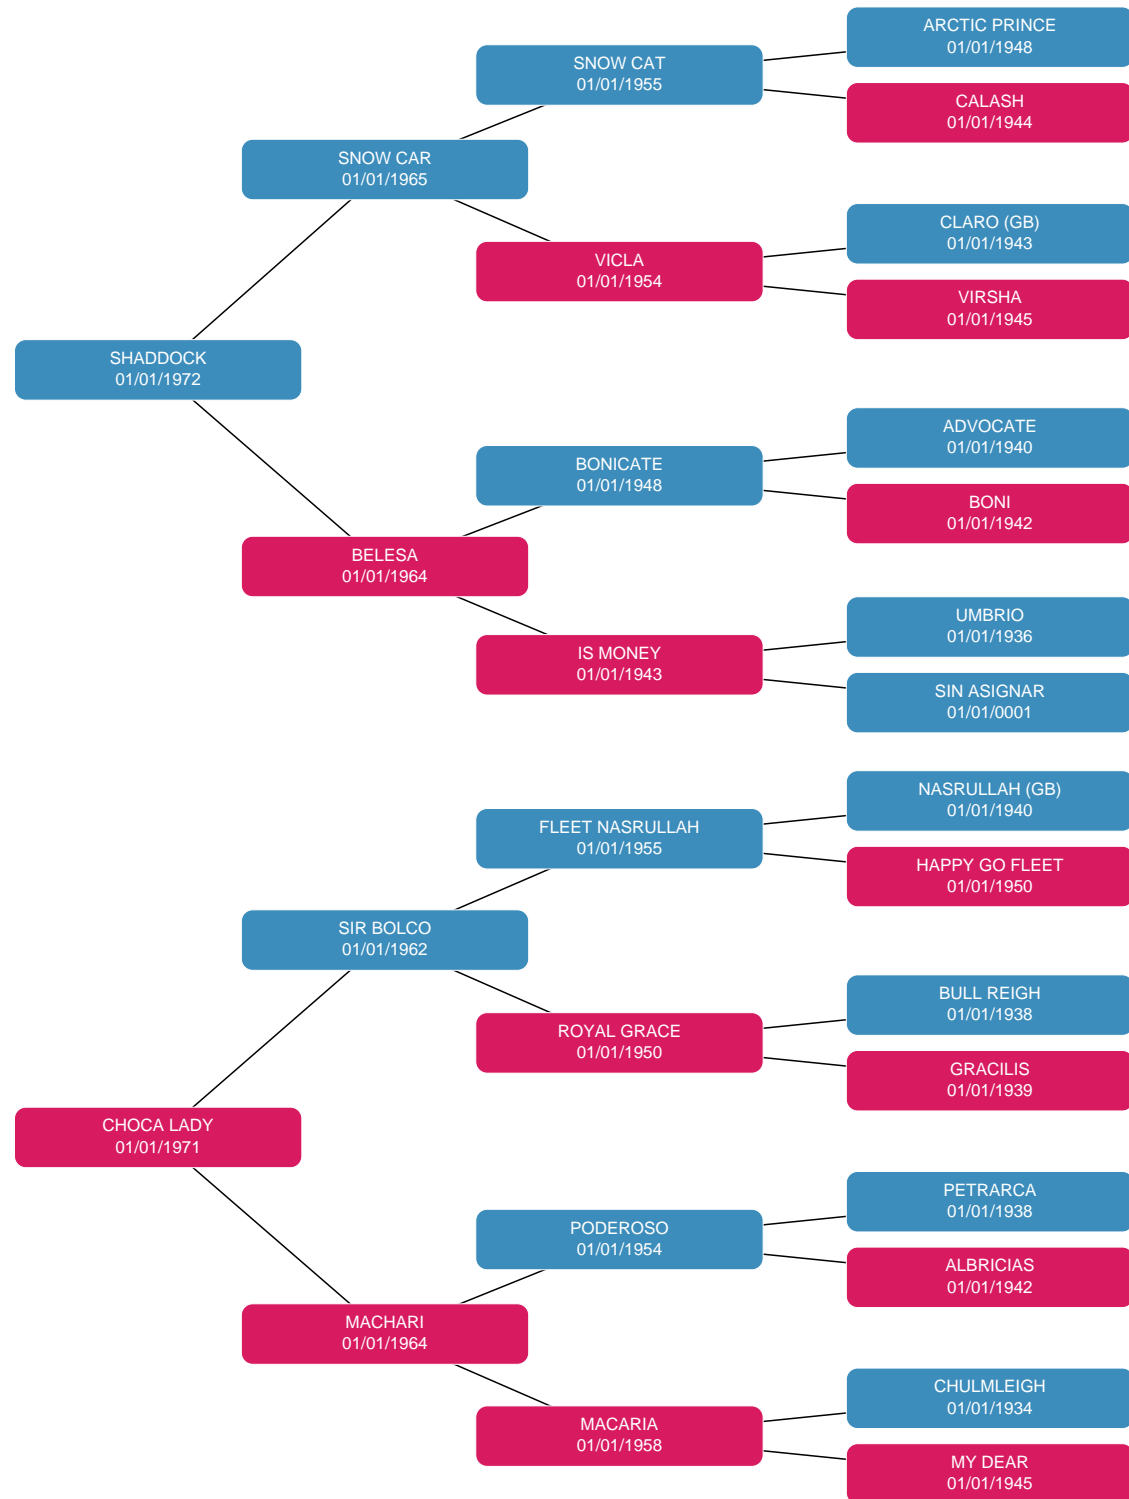 ARCTIC PRINCE
01/01/1948
SNOW CAT
01/01/1955
CALASH
01/01/1944
SNOW CAR
01/01/1965
CLARO (GB)
01/01/1943
VICLA
01/01/1954
VIRSHA
01/01/1945
SHADDOCK
01/01/1972
ADVOCATE
01/01/1940
BONICATE
01/01/1948
BONI
01/01/1942
BELESA
01/01/1964
UMBRIO
01/01/1936
IS MONEY
01/01/1943
SIN ASIGNAR
01/01/0001
NASRULLAH (GB)
01/01/1940
FLEET NASRULLAH
01/01/1955
HAPPY GO FLEET
01/01/1950
SIR BOLCO
01/01/1962
BULL REIGH
01/01/1938
ROYAL GRACE
01/01/1950
GRACILIS
01/01/1939
CHOCA LADY
01/01/1971
PETRARCA
01/01/1938
PODEROSO
01/01/1954
ALBRICIAS
01/01/1942
MACHARI
01/01/1964
CHULMLEIGH
01/01/1934
MACARIA
01/01/1958
MY DEAR
01/01/1945